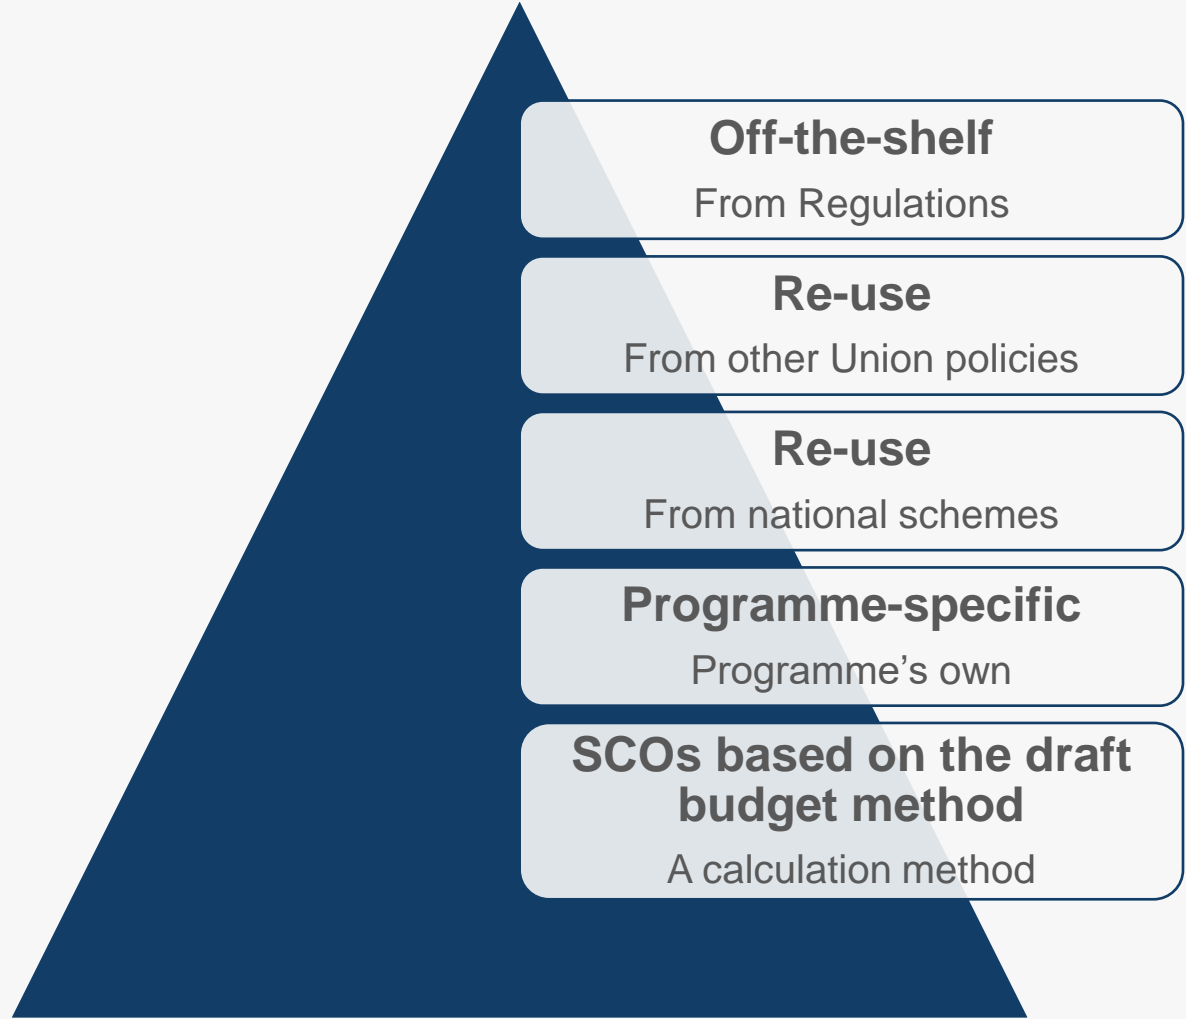 Off-the-shelf
From Regulations
Re-use
From other Union policies
Re-use
From national schemes
Programme-specific
Programme’s own
SCOs based on the draft
budget method
A calculation method